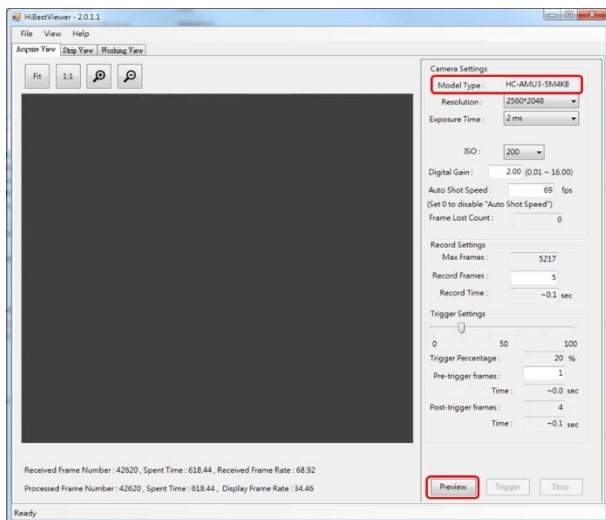 HiBestViewer - 2.0.1.1
File View Help
Acquire View Strip View Working View
Fit 1:1
Camera Settings
Model Type : HC-AMU3-5M4K8
Resolution : 2560*2048
Exposure Time : 2 ms
ISO : 200
Digital Gain : 2.00 (0.01 ~ 16.00)
Auto Shot Speed : 69 fps
(Set 0 to disable "Auto Shot Speed")
Frame Lost Count : 0
Record Settings
Max Frames : 5217
Record Frames : 5
Record Time : ~0.1 sec
Trigger Settings
0 50 100
Trigger Percentage : 20 %
Pre-trigger frames : 1
Time : ~0.0 sec
Post-trigger frames : 4
Time : ~0.1 sec
Received Frame Number : 42620 , Spent Time : 618.44 , Received Frame Rate : 68.92
Processed Frame Number : 42620 , Spent Time : 618.44 , Display Frame Rate : 34.46
Preview Trigger Stop
Ready